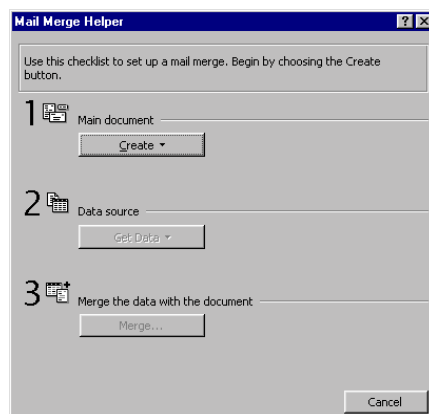 Mail Merge Helper
Use this checklist to set up a mail merge. Begin by choosing the Create
button.
1
Main document
Create
2
Data source
Get Data
3
Merge the data with the document
Merge...
Cancel